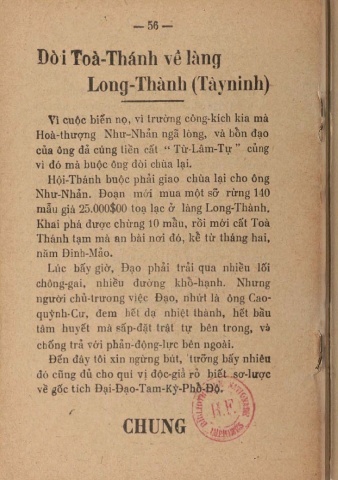 — 56 —
Dời Toà-Thánh về làng
Long-Thành (Tâyninh)
Vì cuộc biến nọ, vì trường công-kích kia mà
Hoà-thượng Như-Nhãn ngã lòng, và bổn đạo
của ông đã cúng tiền cất “ Từ-Lâm-Tự ” cũng
vì đó mà buộc ông đòi chùa lại.
Hội-Thánh buộc phải giao chùa lại cho ông
Như-Nhãn. Đoạn mới mua một sở rừng 140
mẫu giá 25.000$00 toạ lạc ở làng Long-Thành.
Khai phá được chừng 10 mẫu, rồi mới cất Toà
Thánh tạm mà an bài nơi đó, kể từ tháng hai,
năm Đinh-Mão.
Lúc bấy giờ, Đạo phải trải qua nhiều lối
chông-gai, nhiều đường khổ-hạnh. Nhưng
người chủ-trương việc Đạo, nhứt là ông Cao-
quỳnh-Cư, đem hết dạ nhiệt thành, hết bầu
tâm huyết mà sấp-đặt trật tự bên trong, và
chống trả với phản-động-lực bên ngoài.
Đến đây tôi xin ngừng bút, tưởng bấy nhiêu
đó cũng đủ cho quí vị độc-giả rỏ biết sơ-lược
về gốc tích Đại-Đạo-Tam-Kỳ-Phổ-Độ.
CHUNG